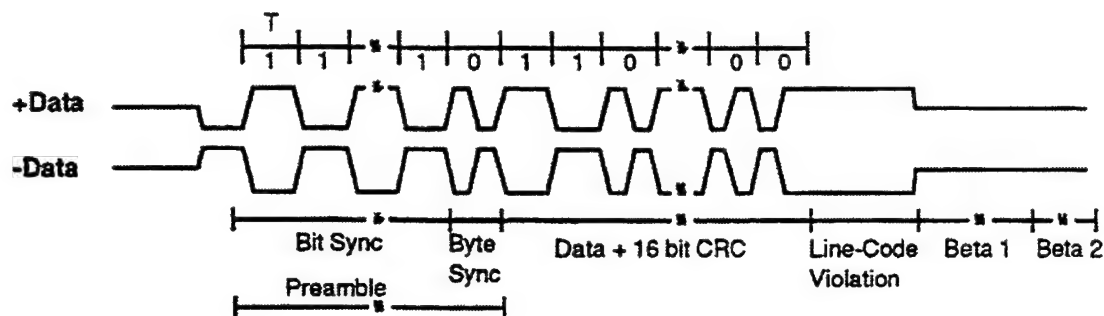 T
1 1 1 0 1 1 0 0 0
+Data
-Data
Bit Sync Byte Sync Data + 16 bit CRC Line-Code Violation Beta 1 Beta 2
Preamble